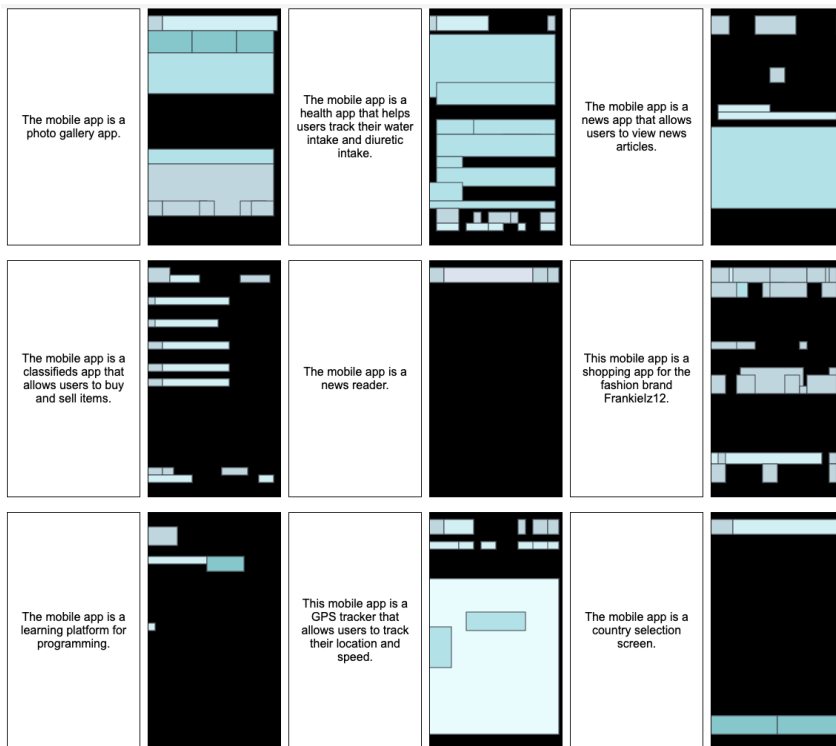 The mobile app is a
photo gallery app.
The mobile app is a
health app that helps
users track their water
intake and diuretic
intake.
The mobile app is a
news app that allows
users to view news
articles.
The mobile app is a
classifieds app that
allows users to buy
and sell items.
The mobile app is a
news reader.
This mobile app is a
shopping app for the
fashion brand
Frankielz12.
The mobile app is a
learning platform for
programming.
This mobile app is a
GPS tracker that
allows users to track
their location and
speed.
The mobile app is a
country selection
screen.